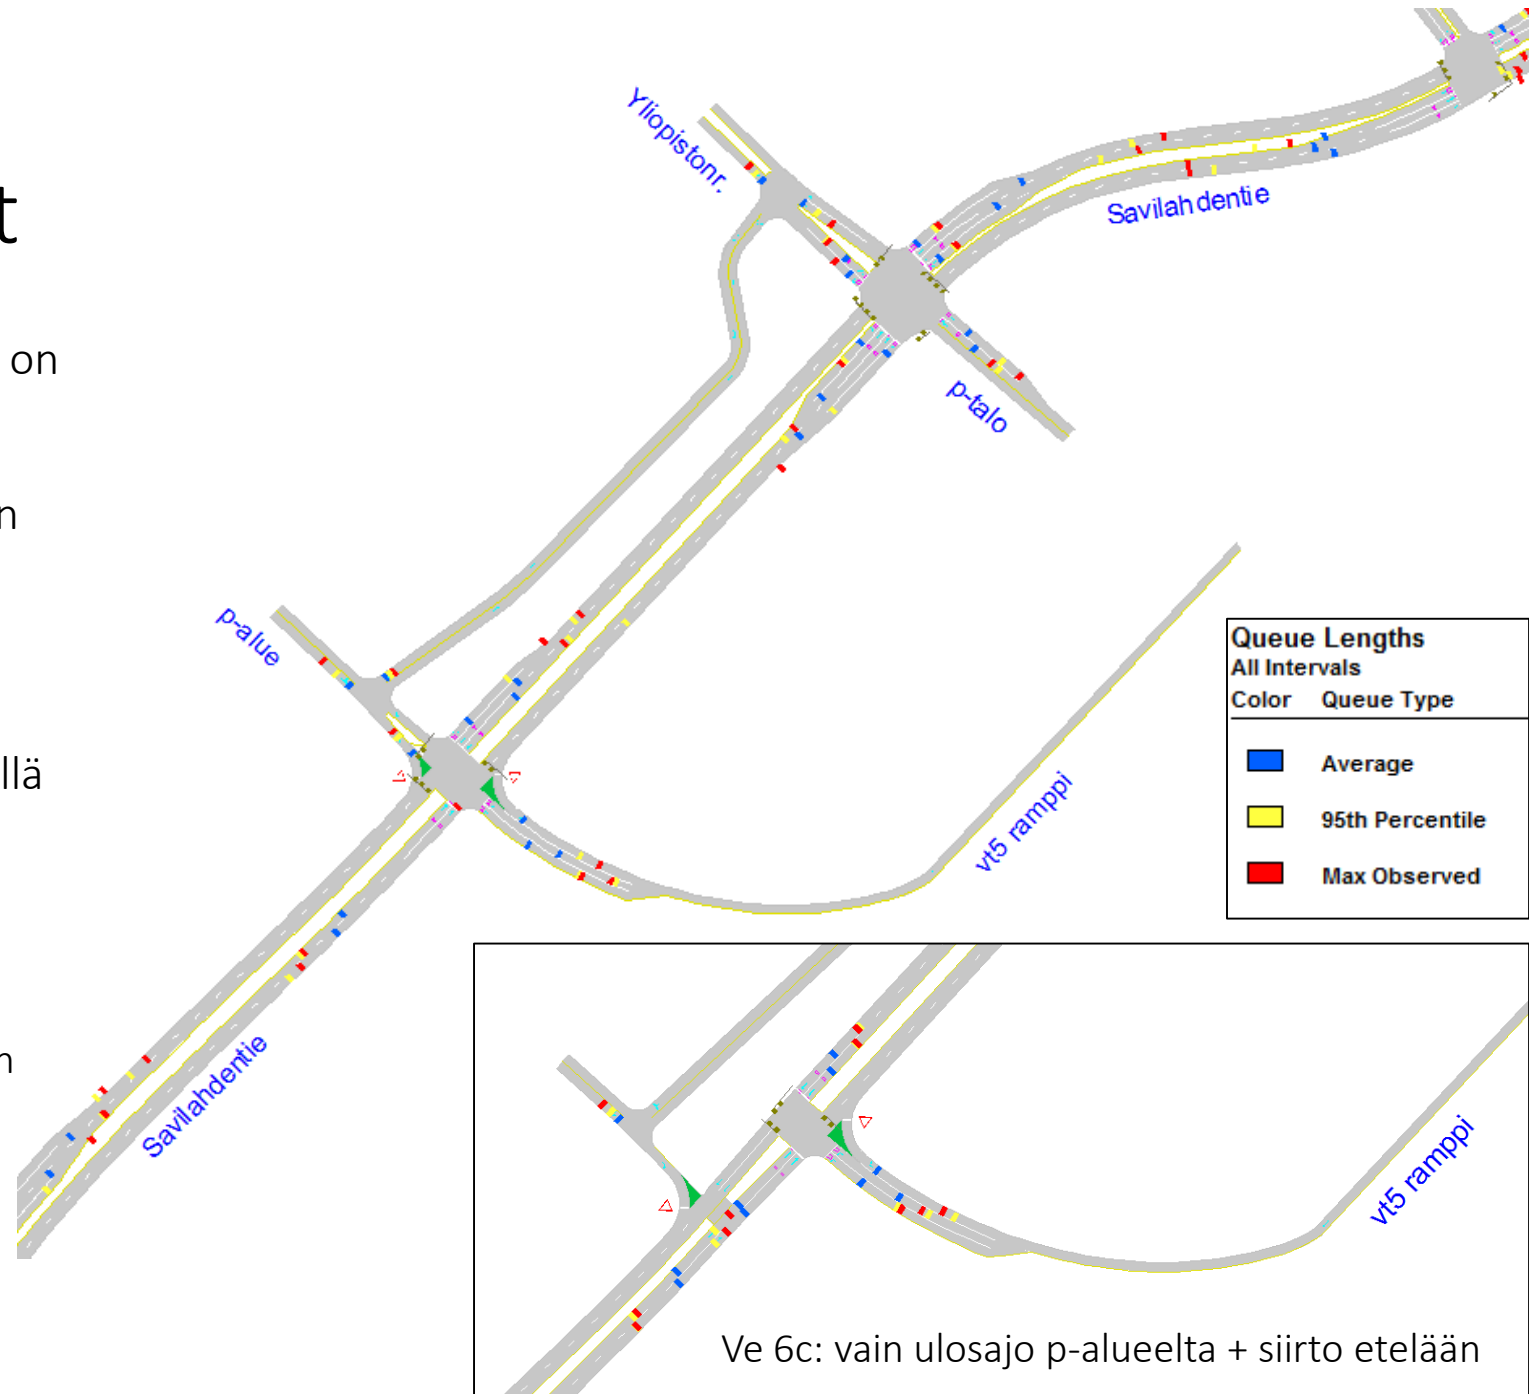 t
on
n
llä
n
Yliopistonr.
Savilahdentie
p-talo
p-alue
vt5 ramppi
Savilahdentie
Queue Lengths
All Intervals
Color Queue Type
Average
95th Percentile
Max Observed
vt5 ramppi
Ve 6c: vain ulosajo p-alueelta + siirto etelään